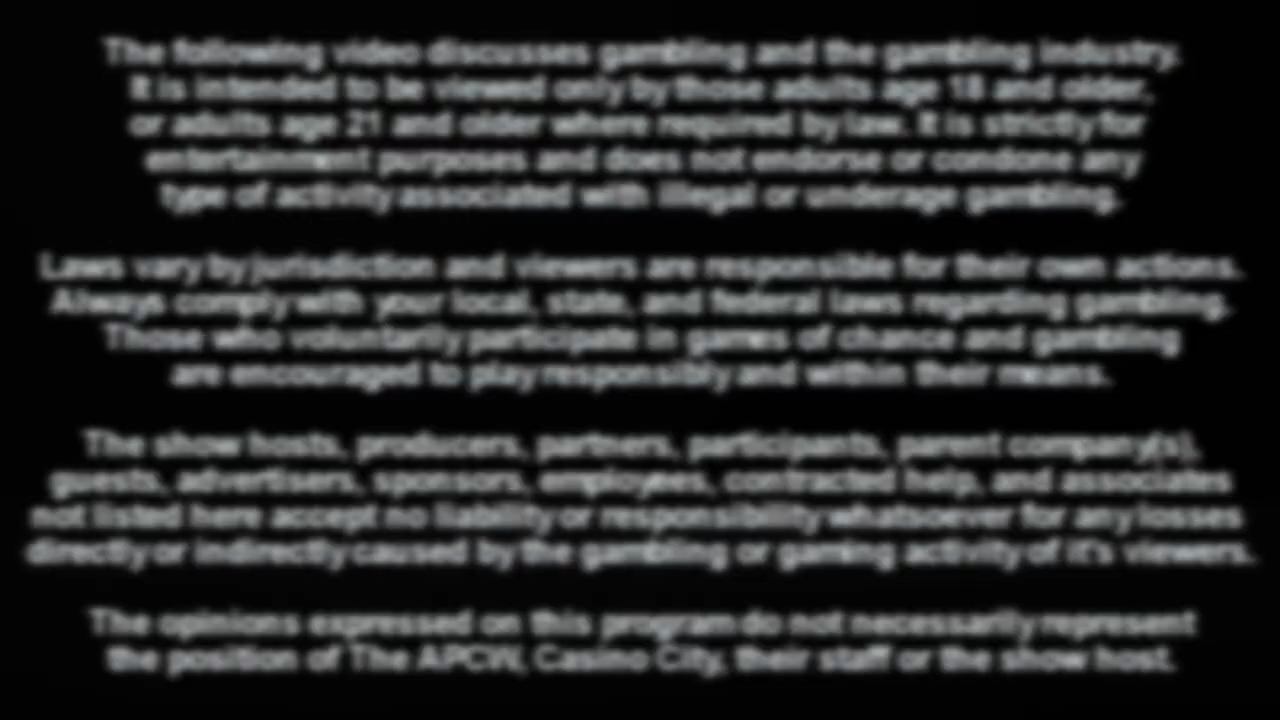 The following video discusses gambling and the gambling industry.
It is intended to be viewed only by those adults age 18 and older,
or adults age 21 and older where required by law. It is strictly for
entertainment purposes and does not endorse or condone any
type of activity associated with illegal or underage gambling.
Laws vary by jurisdiction and viewers are responsible for their own actions.
Always comply with your local, state, and federal laws regarding gambling.
Those who voluntarily participate in games of chance and gambling
are encouraged to play responsibly and within their means.
The show hosts, producers, partners, participants, parent company(s),
guests, advertisers, sponsors, employees, contracted help, and associates
not listed here accept no liability or responsibility whatsoever for any losses
directly or indirectly caused by the gambling or gaming activity of it's viewers.
The opinions expressed on this program do not necessarily represent
the position of The APCW, Casino City, their staff or the show host.